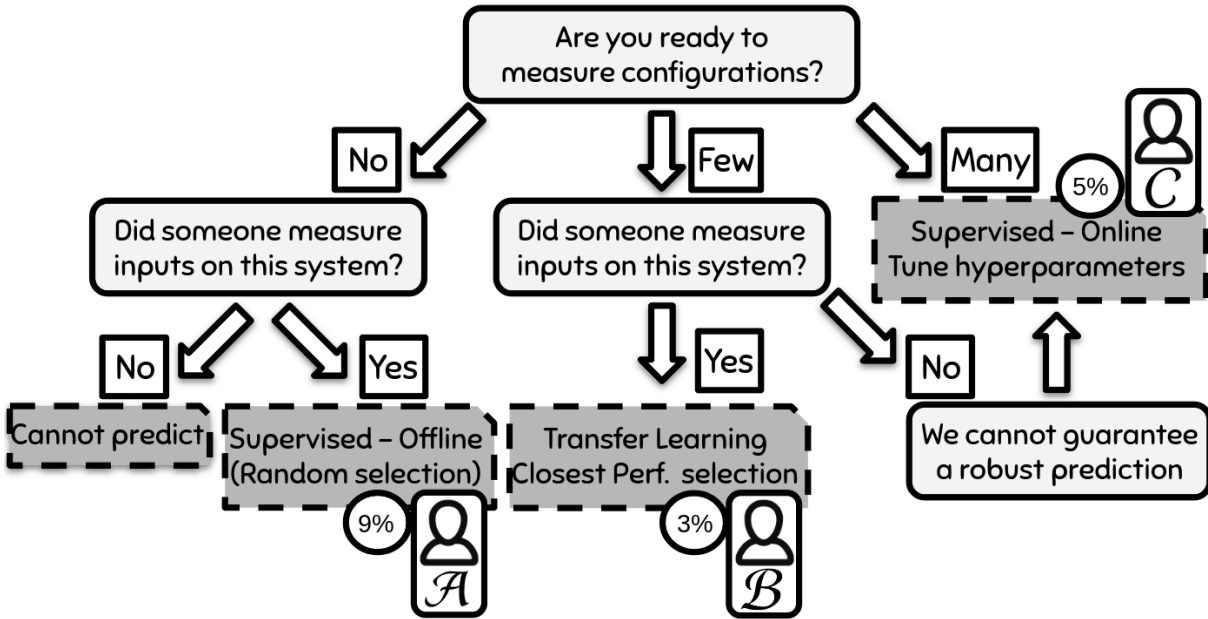 Are you ready to
measure configurations?
No
Few
Many
5%
C
Did someone measure
inputs on this system?
Did someone measure
inputs on this system?
Supervised – Online
Tune hyperparameters
No
Yes
Yes
No
Cannot predict
Supervised – Offline
(Random selection)
Transfer Learning
Closest Perf. selection
We cannot guarantee
a robust prediction
9%
A
3%
B